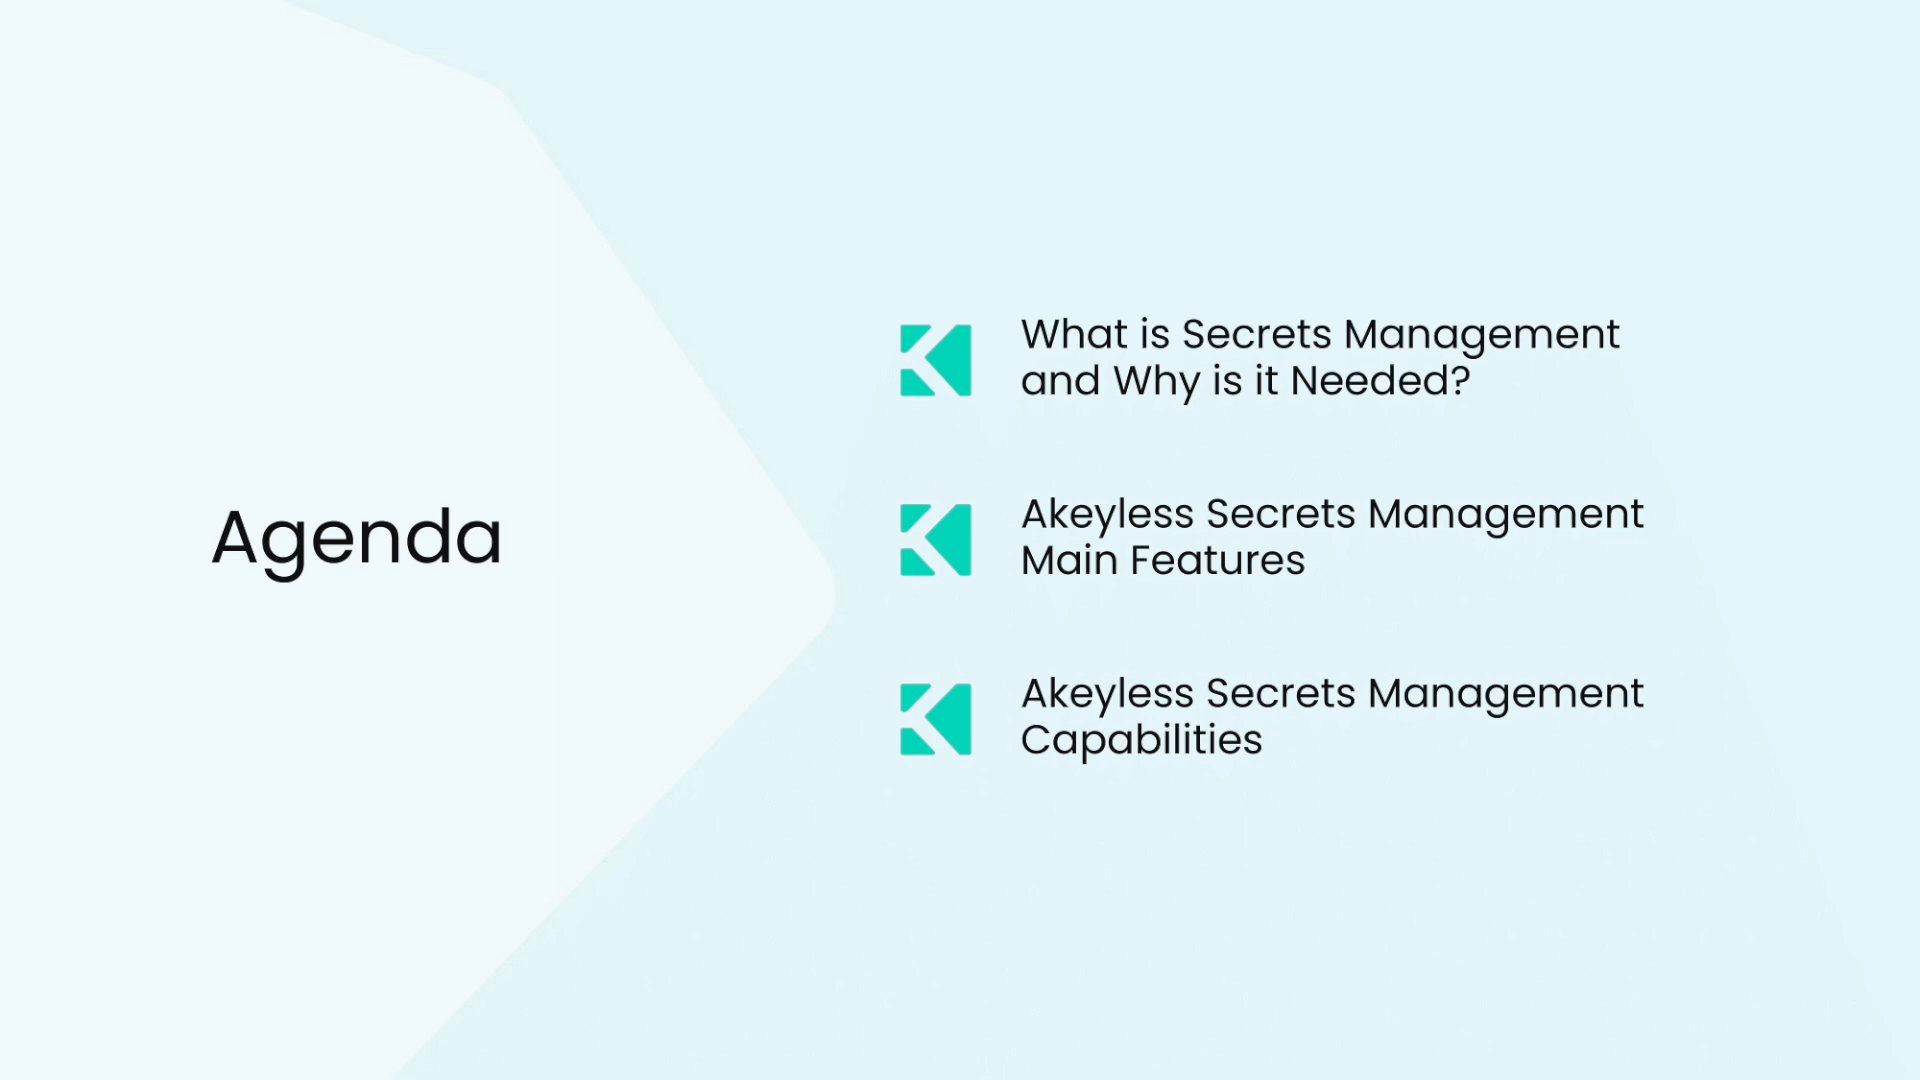 Agenda
What is Secrets Management
and Why is it Needed?
Akeyless Secrets Management
Main Features
Akeyless Secrets Management
Capabilities